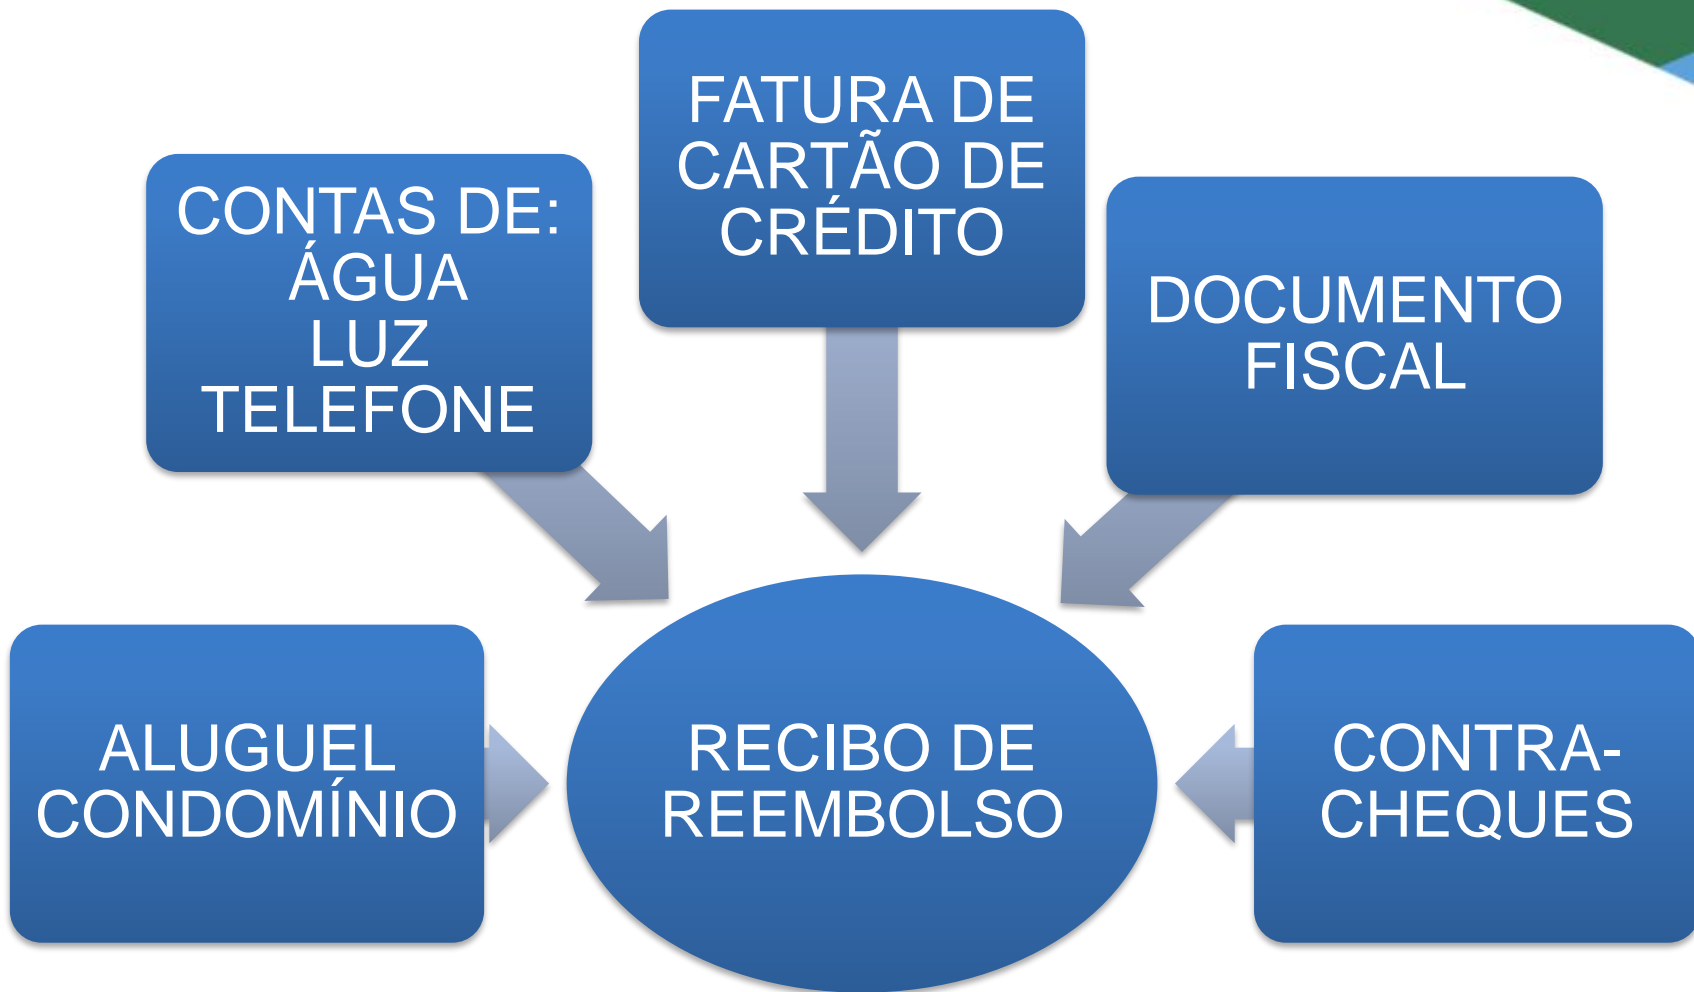 FATURA DE
CARTÃO DE
CRÉDITO
CONTAS DE:
ÁGUA
LUZ
TELEFONE
DOCUMENTO
FISCAL
ALUGUEL
CONDOMÍNIO
RECIBO DE
REEMBOLSO
CONTRA-
CHEQUES